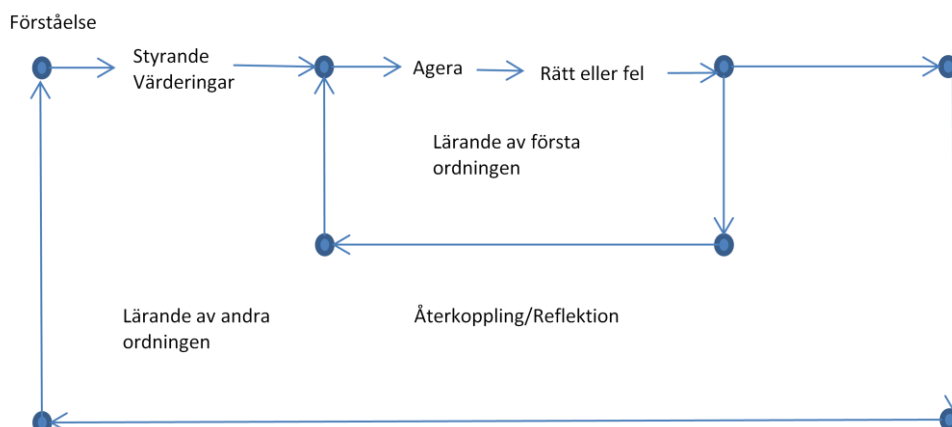 Förståelse
Styrande
Värderingar
Agera
Rätt eller fel
Lärande av första
ordningen
Lärande av andra
ordningen
Återkoppling/Reflektion